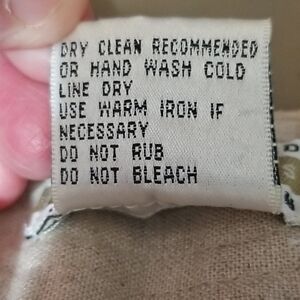 DRY CLEAN RECOMMENDED
OR HAND WASH COLD
LINE DRY
USE WARM IRON IF
NECESSARY
DO NOT RUB
DO NOT BLEACH